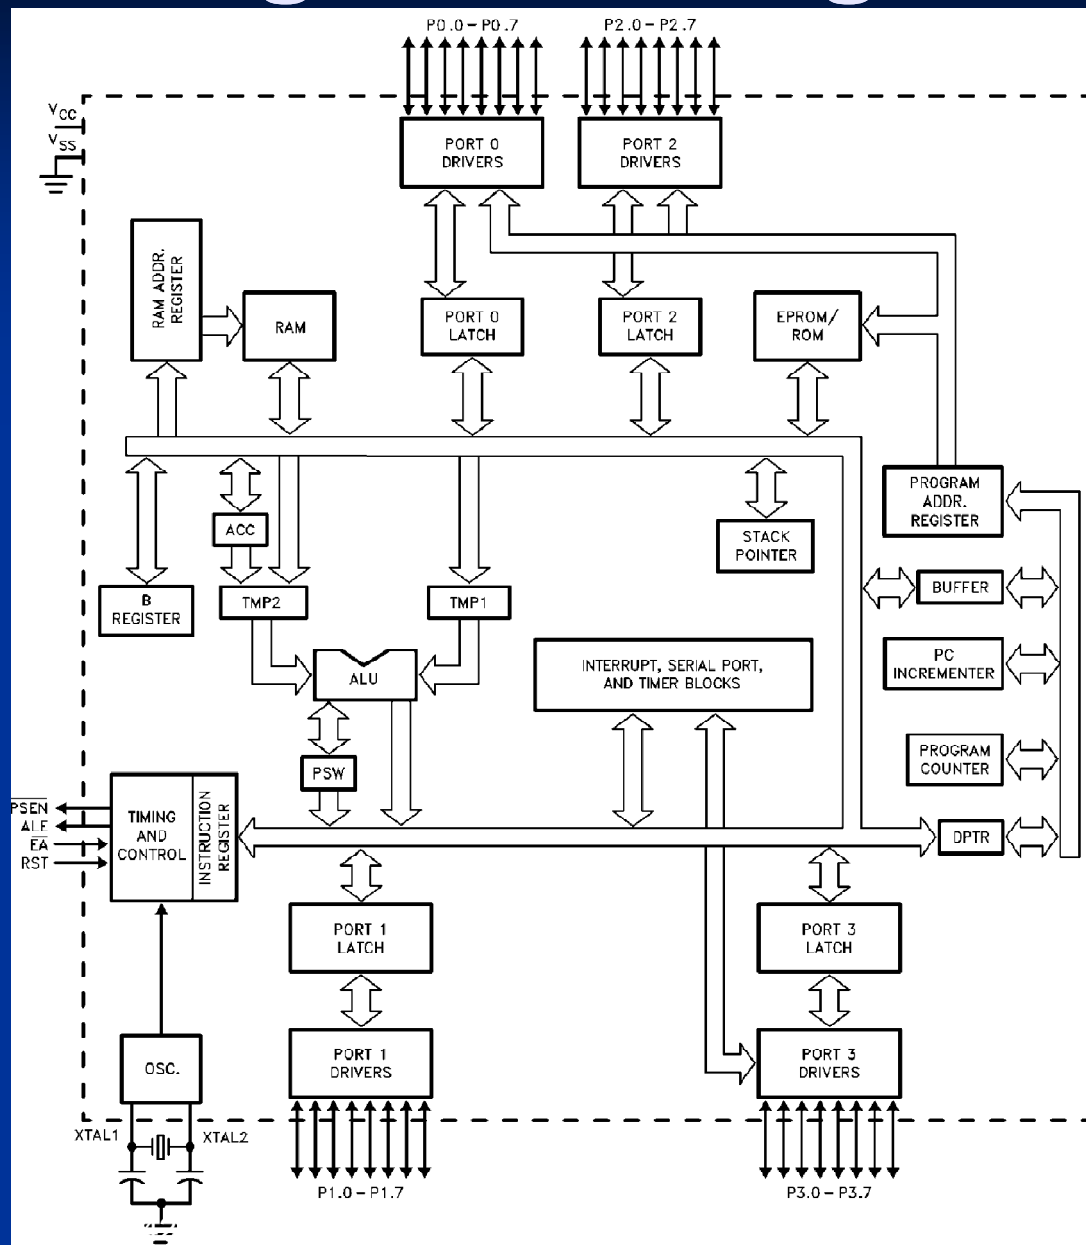 P0.0 – P0.7
P2.0 – P2.7
VCC
VSS
PORT 0
DRIVERS
PORT 2
DRIVERS
RAM ADDR.
REGISTER
RAM
PORT 0
LATCH
PORT 2
LATCH
EPROM/
ROM
PROGRAM
ADDR.
REGISTER
ACC
STACK
POINTER
B
REGISTER
TMP2
TMP1
BUFFER
ALU
INTERRUPT, SERIAL PORT,
AND TIMER BLOCKS
PC
INCREMENTER
PSW
PROGRAM
COUNTER
PSEN
ALE
EA
RST
TIMING
AND
CONTROL
INSTRUCTION
REGISTER
DPTR
PORT 1
LATCH
PORT 3
LATCH
OSC.
PORT 1
DRIVERS
PORT 3
DRIVERS
XTAL1
XTAL2
P1.0 – P1.7
P3.0 – P3.7